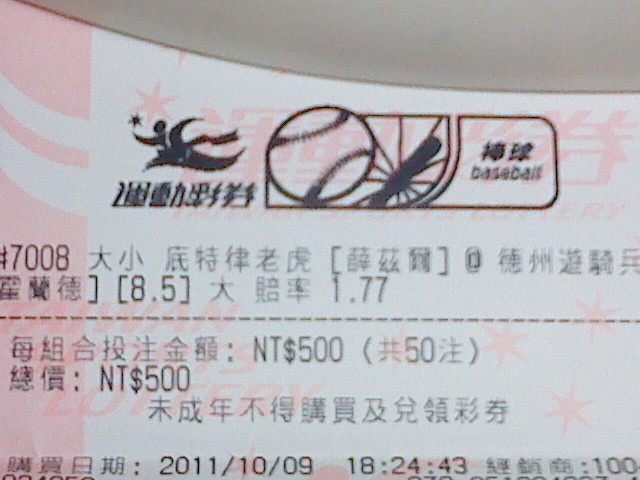 運動彩券
棒球
baseball
#7008 大小 底特律老虎 [薛茲爾] @ 德州遊騎兵
霍蘭德] [8.5] 大 賠率 1.77
每組合投注金額: NT$500 (共50注)
總價: NT$500
未成年不得購買及兌領彩券
購買日期: 2011/10/09 18:24:43 經銷商:100-